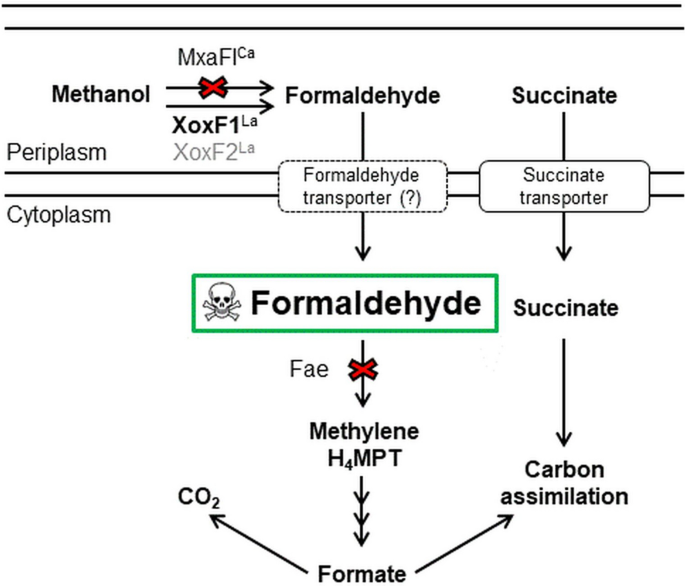 MxaFI^Ca
Methanol
Formaldehyde
Succinate
XoxF1^La
XoxF2^La
Periplasm
Formaldehyde
transporter (?)
Succinate
transporter
Cytoplasm
Formaldehyde
Succinate
Fae
Methylene
H₄MPT
CO₂
Carbon
assimilation
Formate